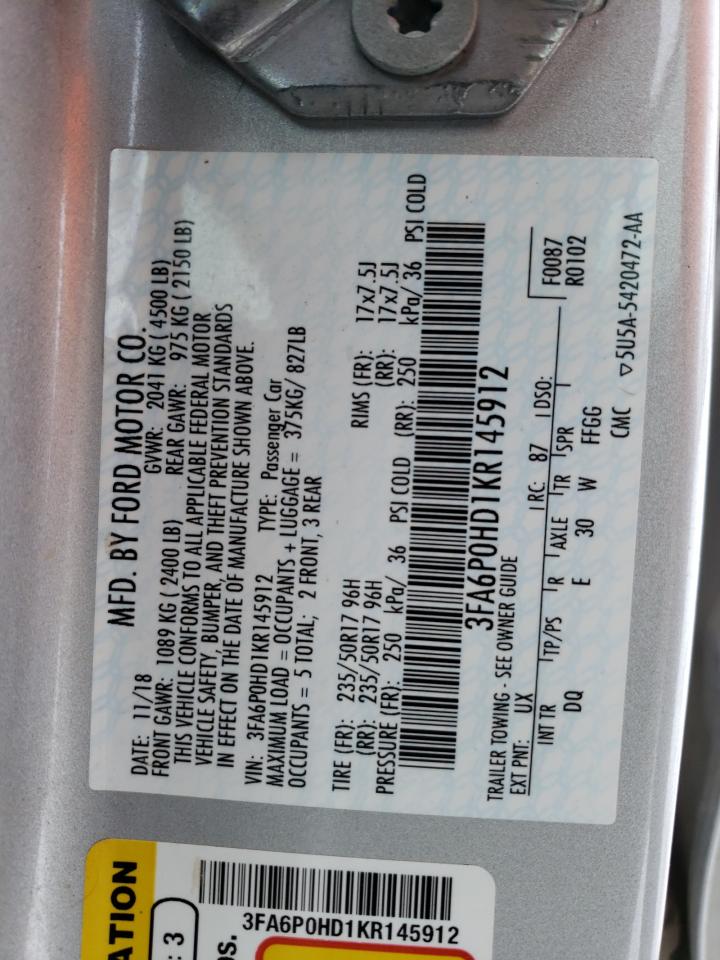 MFD. BY FORD MOTOR CO.
DATE: 11/18 GVWR: 2041 KG ( 4500 LB)
FRONT GAWR: 1089 KG ( 2400 LB) REAR GAWR: 975 KG ( 2150 LB)
THIS VEHICLE CONFORMS TO ALL APPLICABLE FEDERAL MOTOR
VEHICLE SAFETY, BUMPER, AND THEFT PREVENTION STANDARDS
IN EFFECT ON THE DATE OF MANUFACTURE SHOWN ABOVE.
VIN: 3FA6P0HD1KR145912 TYPE: Passenger Car
MAXIMUM LOAD = OCCUPANTS + LUGGAGE = 375KG/ 827LB
OCCUPANTS = 5 TOTAL; 2 FRONT, 3 REAR
TIRE (FR): 235/50R17 96H RIMS (FR): 17x7.5J
(RR): 235/50R17 96H (RR): 17x7.5J
PRESSURE (FR): 250 kPa/ 36 PSI COLD (RR): 250 kPa/ 36 PSI COLD
3FA6P0HD1KR145912
TRAILER TOWING - SEE OWNER GUIDE
EXT PNT: UX RC: 87 DSO: F0087
INT TR TP/PS R AXLE TR SPR R0102
DQ E 30 W FFGG
CMC ▽5U5A-5420472-AA
ATION
: 3
os.
3FA6P0HD1KR145912